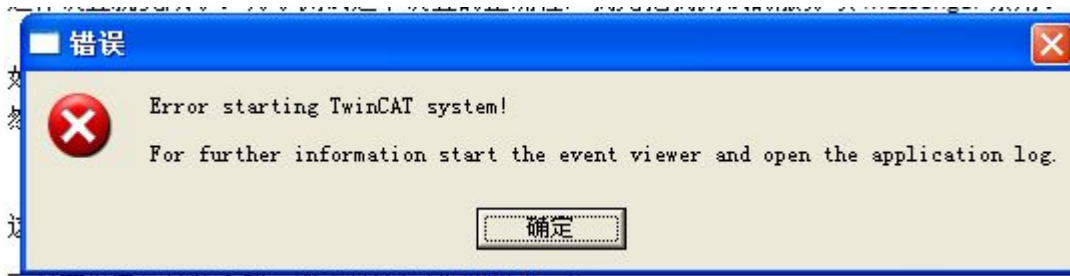 错误
Error starting TwinCAT system!
For further information start the event viewer and open the application log.
确定